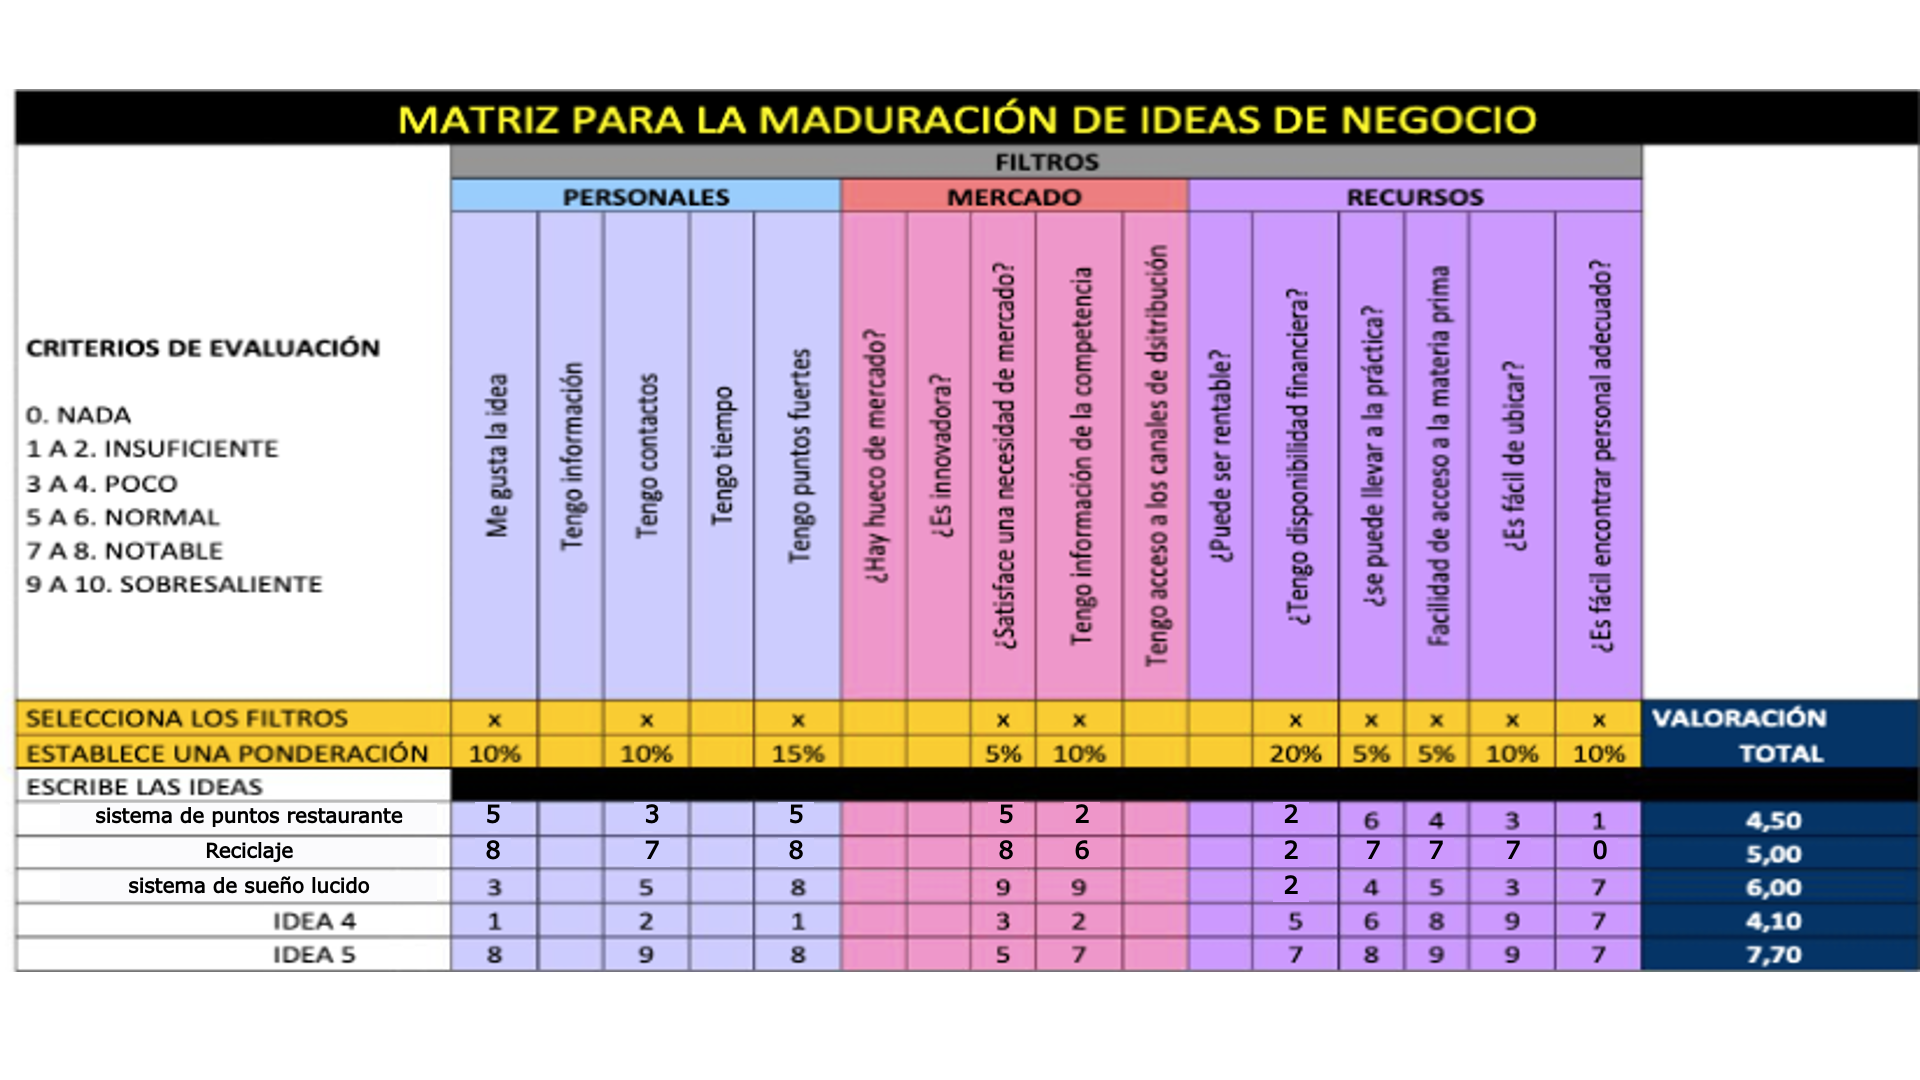 MATRIZ PARA LA MADURACIÓN DE IDEAS DE NEGOCIO
FILTROS
PERSONALES MERCADO RECURSOS
CRITERIOS DE EVALUACIÓN
0. NADA
1 A 2. INSUFICIENTE
3 A 4. POCO
5 A 6. NORMAL
7 A 8. NOTABLE
9 A 10. SOBRESALIENTE
Me gusta la idea
Tengo información
Tengo contactos
Tengo tiempo
Tengo puntos fuertes
¿Hay hueco de mercado?
¿Es innovadora?
¿Satisface una necesidad de mercado?
Tengo información de la competencia
Tengo acceso a los canales de dsitribución
¿Puede ser rentable?
¿Tengo disponibilidad financiera?
¿se puede llevar a la práctica?
Facilidad de acceso a la materia prima
¿Es fácil de ubicar?
¿Es fácil encontrar personal adecuado?
SELECCIONA LOS FILTROS x x x x x x x x x x VALORACIÓN
ESTABLECE UNA PONDERACIÓN 10% 10% 15% 5% 10% 20% 5% 5% 10% 10% TOTAL
ESCRIBE LAS IDEAS
sistema de puntos restaurante 5 3 5 5 2 2 6 4 3 1 4,50
Reciclaje 8 7 8 8 6 2 7 7 7 0 5,00
sistema de sueño lucido 3 5 8 9 9 2 4 5 3 7 6,00
IDEA 4 1 2 1 3 2 5 6 8 9 7 4,10
IDEA 5 8 9 8 5 7 7 8 9 9 7 7,70